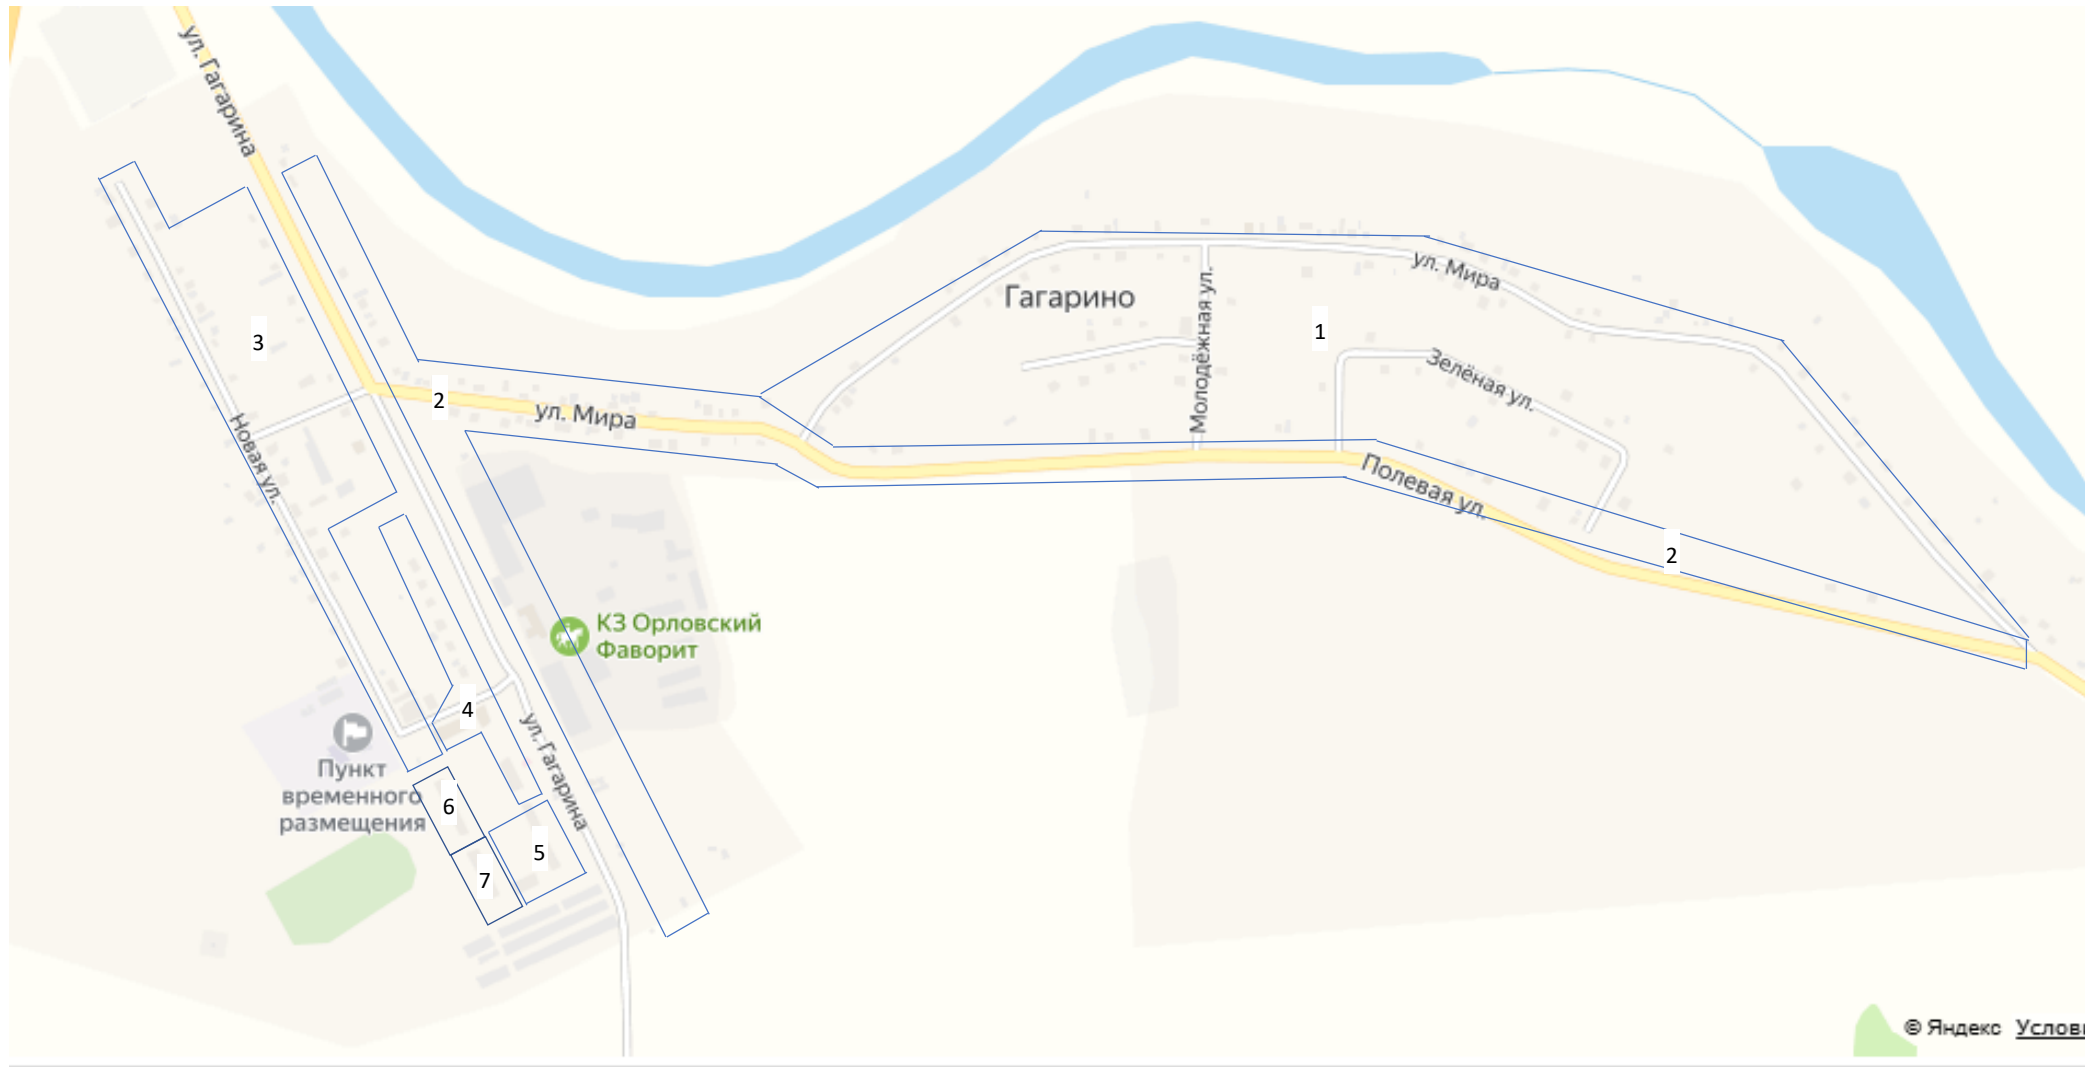 ул. Гагарина
Гагарино
ул. Мира
Молодёжная ул.
1
3
Зелёная ул.
2
ул. Мира
Новая ул.
Полевая ул.
2
КЗ Орловский
Фаворит
4
ул. Гагарина
Пункт
временного
размещения
6
5
7
© Яндекс Услови